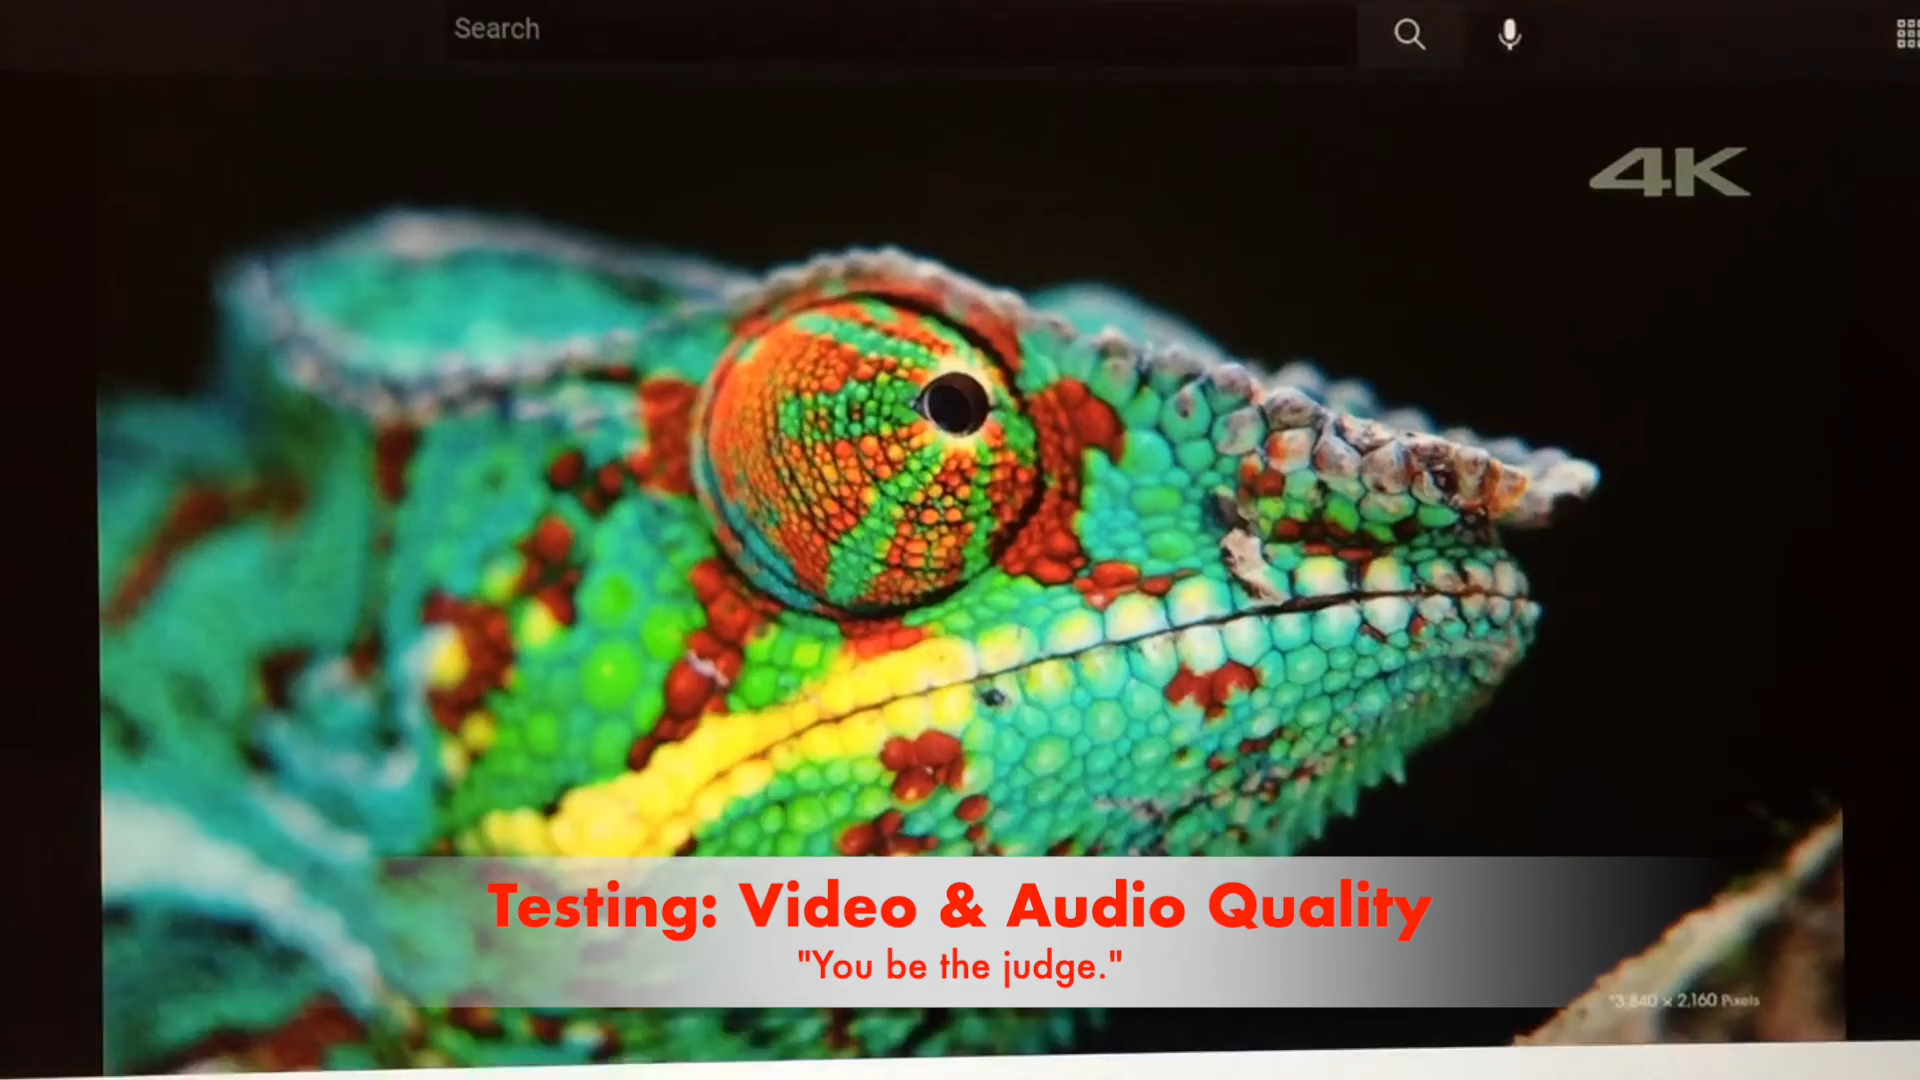 Search
4K
Testing: Video & Audio Quality
"You be the judge."
*3,840 x 2,160 Pixels